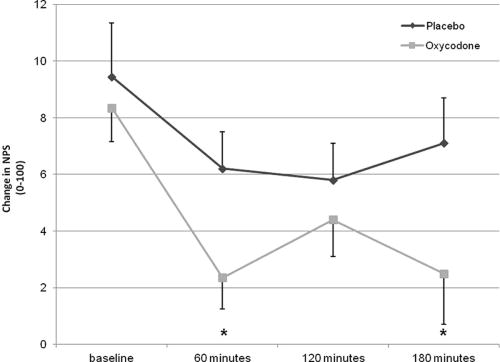 12
10
8
6
4
2
0
Change in NPS
(0-100)
Placebo
Oxycodone
*
*
baseline
60 minutes
120 minutes
180 minutes